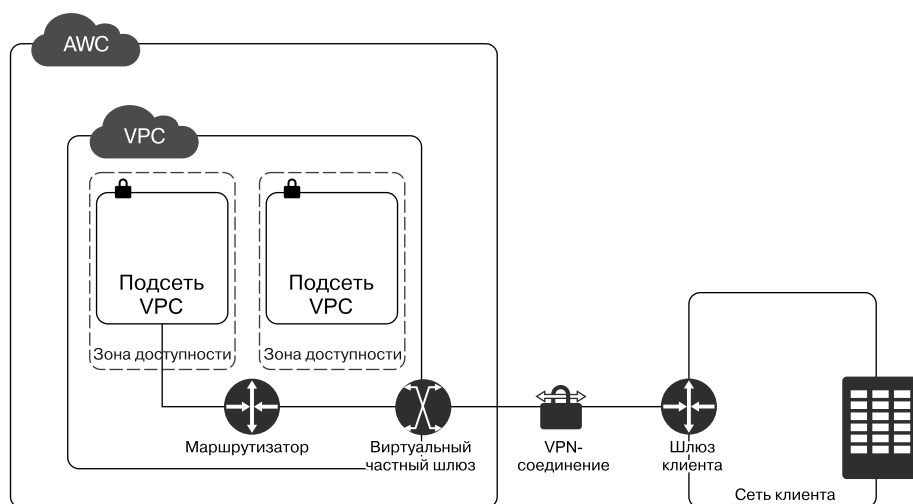 AWC
VPC
Подсеть
VPC
Подсеть
VPC
Зона доступности
Зона доступности
Маршрутизатор
Виртуальный
частный шлюз
VPN-
соединение
Шлюз
клиента
Сеть клиента